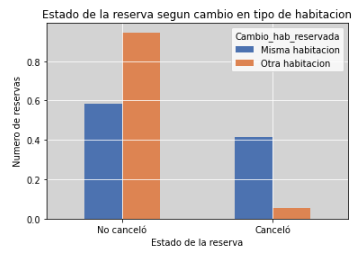 Estado de la reserva segun cambio en tipo de habitacion
Cambio_hab_reservada
Misma habitacion
Otra habitacion
Numero de reservas
0.8
0.6
0.4
0.2
0.0
No canceló
Canceló
Estado de la reserva